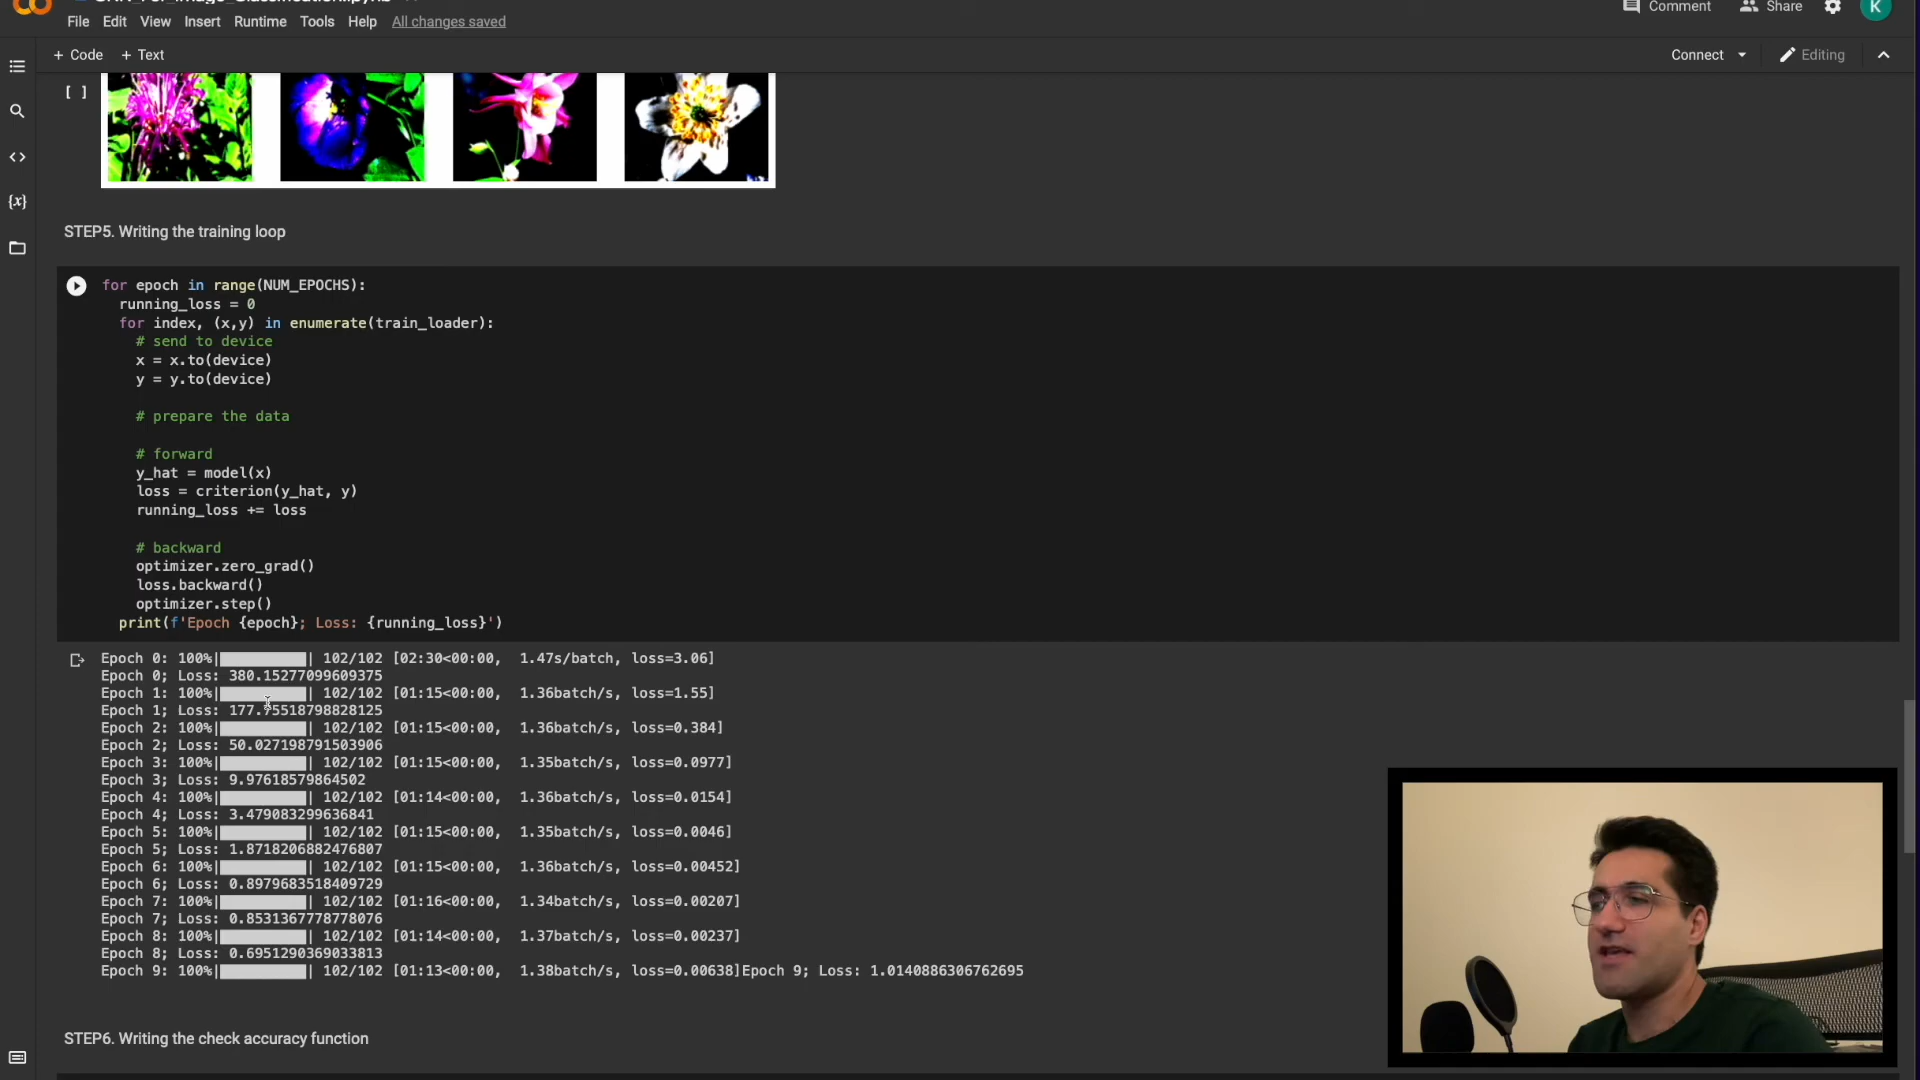 File Edit View Insert Runtime Tools Help All changes saved
Comment Share K
+ Code + Text
Connect Editing
[ ]
STEP5. Writing the training loop
for epoch in range(NUM_EPOCHS):
running_loss = 0
for index, (x,y) in enumerate(train_loader):
# send to device
x = x.to(device)
y = y.to(device)
# prepare the data
# forward
y_hat = model(x)
loss = criterion(y_hat, y)
running_loss += loss
# backward
optimizer.zero_grad()
loss.backward()
optimizer.step()
print(f'Epoch {epoch}; Loss: {running_loss}')
Epoch 0: 100%|██████████| 102/102 [02:30<00:00, 1.47s/batch, loss=3.06]
Epoch 0; Loss: 380.15277099609375
Epoch 1: 100%|██████████| 102/102 [01:15<00:00, 1.36batch/s, loss=1.55]
Epoch 1; Loss: 177.75518798828125
Epoch 2: 100%|██████████| 102/102 [01:15<00:00, 1.36batch/s, loss=0.384]
Epoch 2; Loss: 50.027198791503906
Epoch 3: 100%|██████████| 102/102 [01:15<00:00, 1.35batch/s, loss=0.0977]
Epoch 3; Loss: 9.97618579864502
Epoch 4: 100%|██████████| 102/102 [01:14<00:00, 1.36batch/s, loss=0.0154]
Epoch 4; Loss: 3.479083299636841
Epoch 5: 100%|██████████| 102/102 [01:15<00:00, 1.35batch/s, loss=0.0046]
Epoch 5; Loss: 1.8718206882476807
Epoch 6: 100%|██████████| 102/102 [01:15<00:00, 1.36batch/s, loss=0.00452]
Epoch 6; Loss: 0.8979683518409729
Epoch 7: 100%|██████████| 102/102 [01:16<00:00, 1.34batch/s, loss=0.00207]
Epoch 7; Loss: 0.8531367778778076
Epoch 8: 100%|██████████| 102/102 [01:14<00:00, 1.37batch/s, loss=0.00237]
Epoch 8; Loss: 0.6951290369033813
Epoch 9: 100%|██████████| 102/102 [01:13<00:00, 1.38batch/s, loss=0.00638]Epoch 9; Loss: 1.0140886306762695
STEP6. Writing the check accuracy function